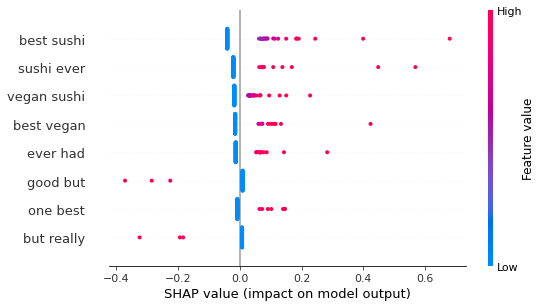 High
best sushi
sushi ever
vegan sushi
best vegan
ever had
good but
one best
but really
Feature value
Low
−0.4 −0.2 0.0 0.2 0.4 0.6
SHAP value (impact on model output)